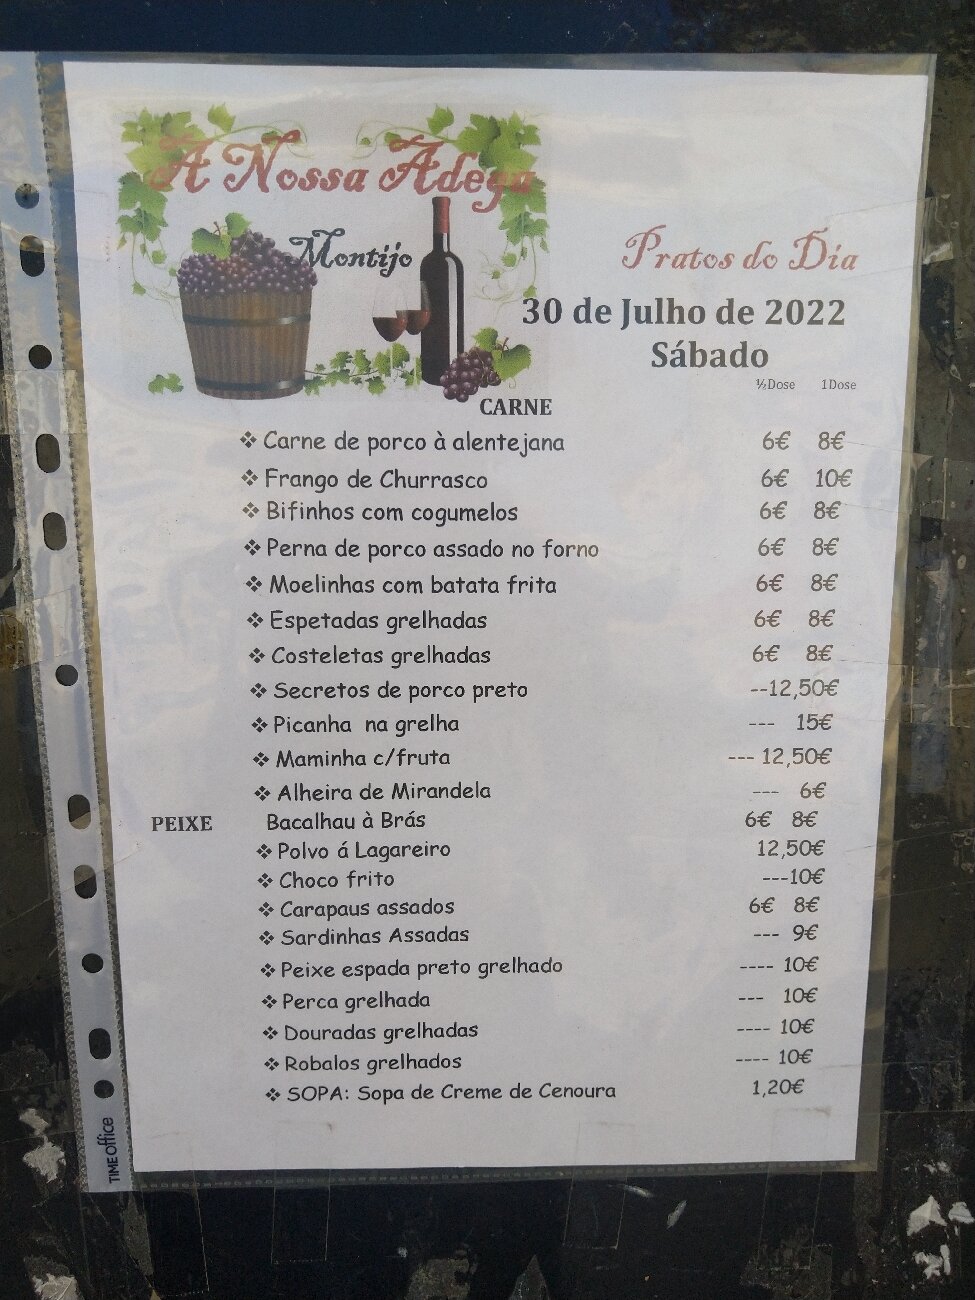 A Nossa Adega
Montijo
Pratos do Dia
30 de Julho de 2022
Sábado
½Dose 1Dose
CARNE
❖ Carne de porco à alentejana 6€ 8€
❖ Frango de Churrasco 6€ 10€
❖ Bifinhos com cogumelos 6€ 8€
❖ Perna de porco assado no forno 6€ 8€
❖ Moelinhas com batata frita 6€ 8€
❖ Espetadas grelhadas 6€ 8€
❖ Costeletas grelhadas 6€ 8€
❖ Secretos de porco preto --12,50€
❖ Picanha na grelha --- 15€
❖ Maminha c/fruta --- 12,50€
❖ Alheira de Mirandela --- 6€
PEIXE Bacalhau à Brás 6€ 8€
❖ Polvo á Lagareiro 12,50€
❖ Choco frito ---10€
❖ Carapaus assados 6€ 8€
❖ Sardinhas Assadas --- 9€
❖ Peixe espada preto grelhado ---- 10€
❖ Perca grelhada --- 10€
❖ Douradas grelhadas ---- 10€
❖ Robalos grelhados ---- 10€
❖ SOPA: Sopa de Creme de Cenoura 1,20€
TIMEoffice